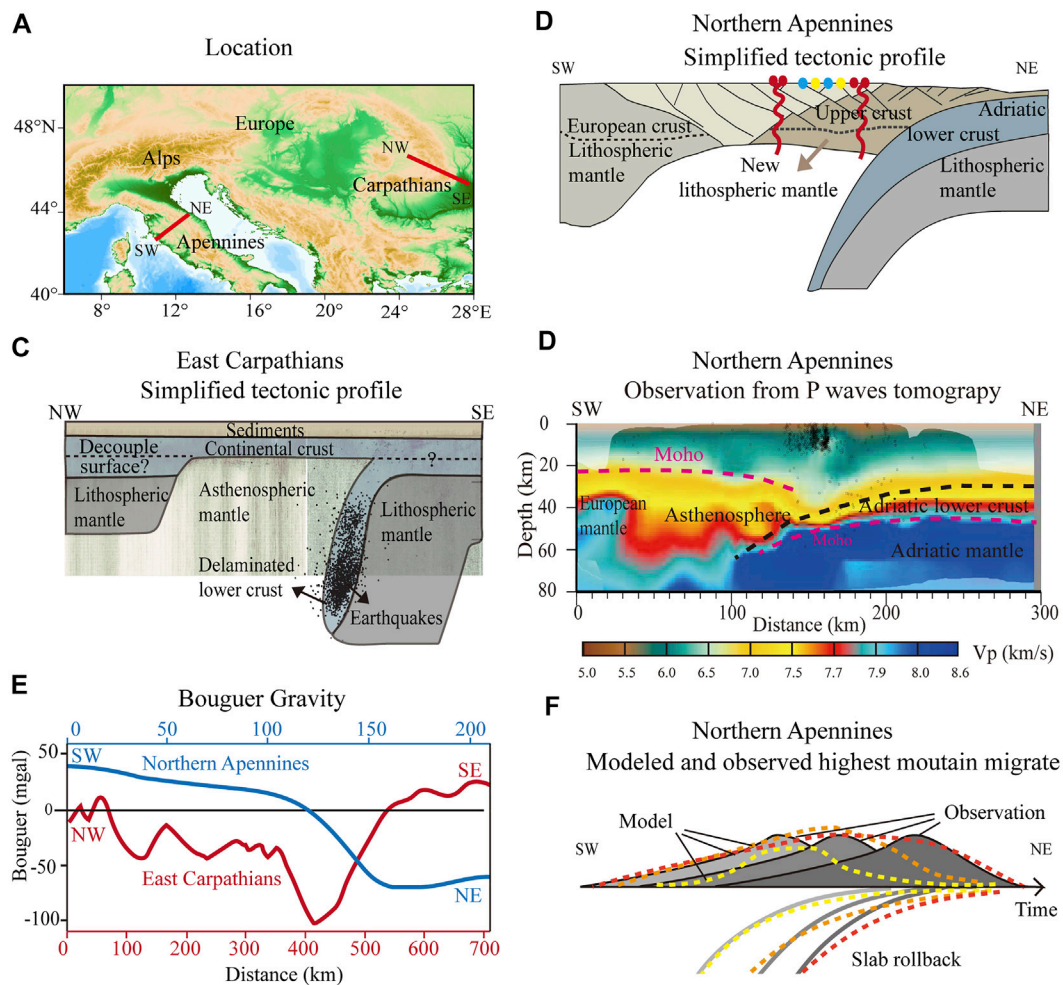 A
Location
48°N
44°
40°
8°
12°
16°
20°
24°
28°E
Europe
Alps
NW
Carpathians
SE
NE
SW
Apennines
D
Northern Apennines
Simplified tectonic profile
SW
NE
European crust
Lithospheric
mantle
Upper crust
New
lithospheric mantle
Adriatic
lower crust
Lithospheric
mantle
C
East Carpathians
Simplified tectonic profile
NW
SE
Sediments
Decouple
surface?
Continental crust
?
Lithospheric
mantle
Asthenospheric
mantle
Lithospheric
mantle
Delaminated
lower crust
Earthquakes
D
Northern Apennines
Observation from P waves tomograpy
SW
NE
Depth (km)
0
20
40
60
80
Moho
European
mantle
Asthenosphere
Adriatic lower crust
Moho
Adriatic mantle
0
100
200
300
Distance (km)
Vp (km/s)
5.0
5.5
6.0
6.5
7.0
7.5
7.7
7.9
8.0
8.6
E
Bouguer Gravity
0
50
100
150
200
Bouguer (mgal)
50
0
-50
-100
SW
Northern Apennines
SE
NW
East Carpathians
NE
0
100
200
300
400
500
600
700
Distance (km)
F
Northern Apennines
Modeled and observed highest moutain migrate
Model
Observation
SW
NE
Time
Slab rollback